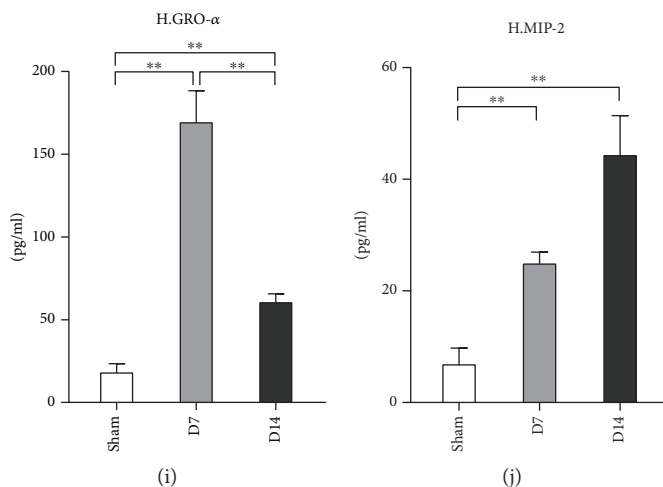 H.GRO-α
**
** **
200
150
100
50
0
(pg/ml)
Sham
D7
D14
(i)
H.MIP-2
**
**
60
40
20
0
(pg/ml)
Sham
D7
D14
(j)